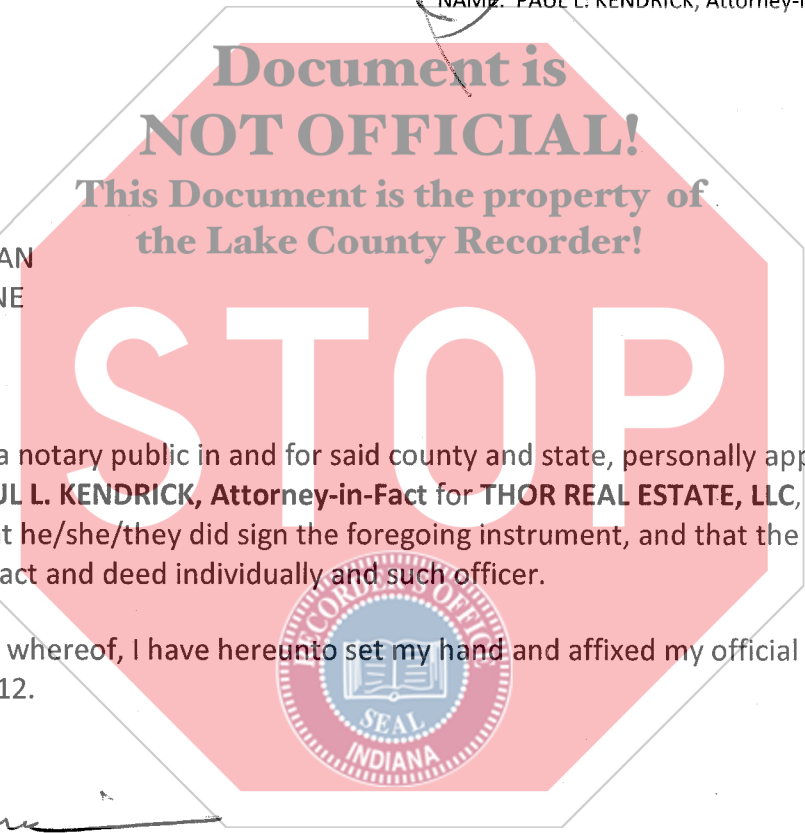 NAME: PAUL L. KENDRICK, Attorney-
Document is
NOT OFFICIAL!
This Document is the property of
the Lake County Recorder!
AN
NE
STOP
a notary public in and for said county and state, personally app
UL L. KENDRICK, Attorney-in-Fact for THOR REAL ESTATE, LLC,
t he/she/they did sign the foregoing instrument, and that the
act and deed individually and such officer.
whereof, I have hereunto set my hand and affixed my official
12.
RECORDER'S OFFICE
SEAL
INDIANA